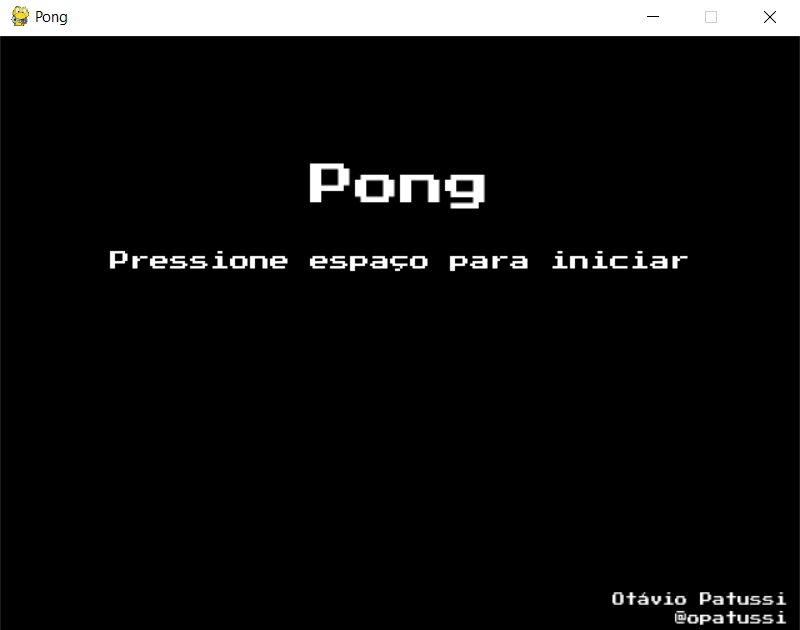 Pong
Pong
Pressione espaço para iniciar
Otávio Patussi
@opatussi